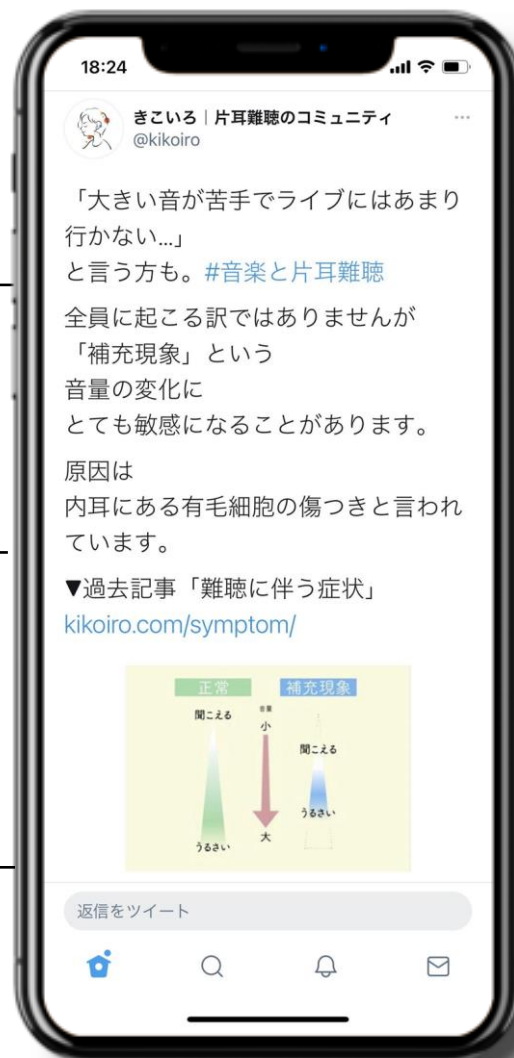 18:24
きこいろ｜片耳難聴のコミュニティ
@kikoiro
「大きい音が苦手でライブにはあまり
行かない...」
と言う方も。#音楽と片耳難聴
全員に起こる訳ではありませんが
「補充現象」という
音量の変化に
とても敏感になることがあります。
原因は
内耳にある有毛細胞の傷つきと言われ
ています。
▼過去記事「難聴に伴う症状」
kikoiro.com/symptom/
正常
補充現象
聞こえる
音量
小
聞こえる
うるさい
大
うるさい
返信をツイート